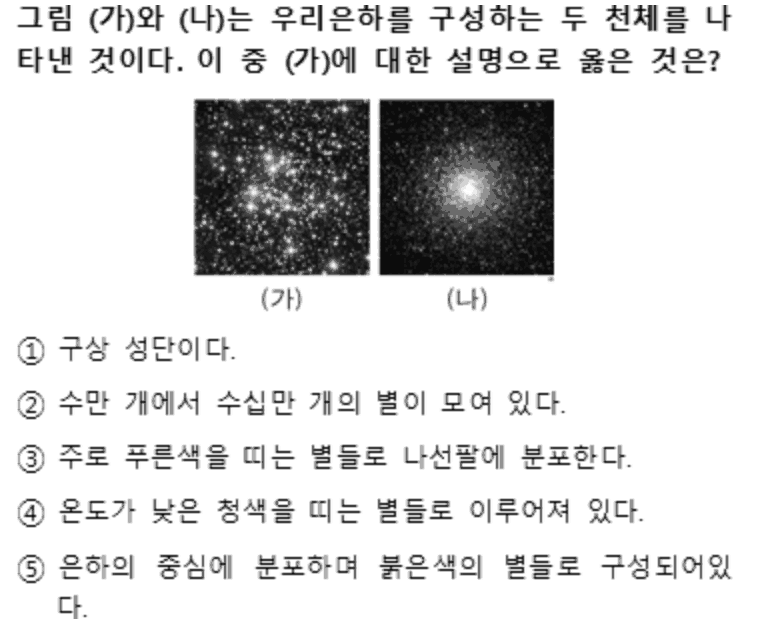 그림 (가)와 (나)는 우리은하를 구성하는 두 천체를 나
타낸 것이다. 이 중 (가)에 대한 설명으로 옳은 것은?
(가) (나)
① 구상 성단이다.
② 수만 개에서 수십만 개의 별이 모여 있다.
③ 주로 푸른색을 띠는 별들로 나선팔에 분포한다.
④ 온도가 낮은 청색을 띠는 별들로 이루어져 있다.
⑤ 은하의 중심에 분포하며 붉은색의 별들로 구성되어있
다.